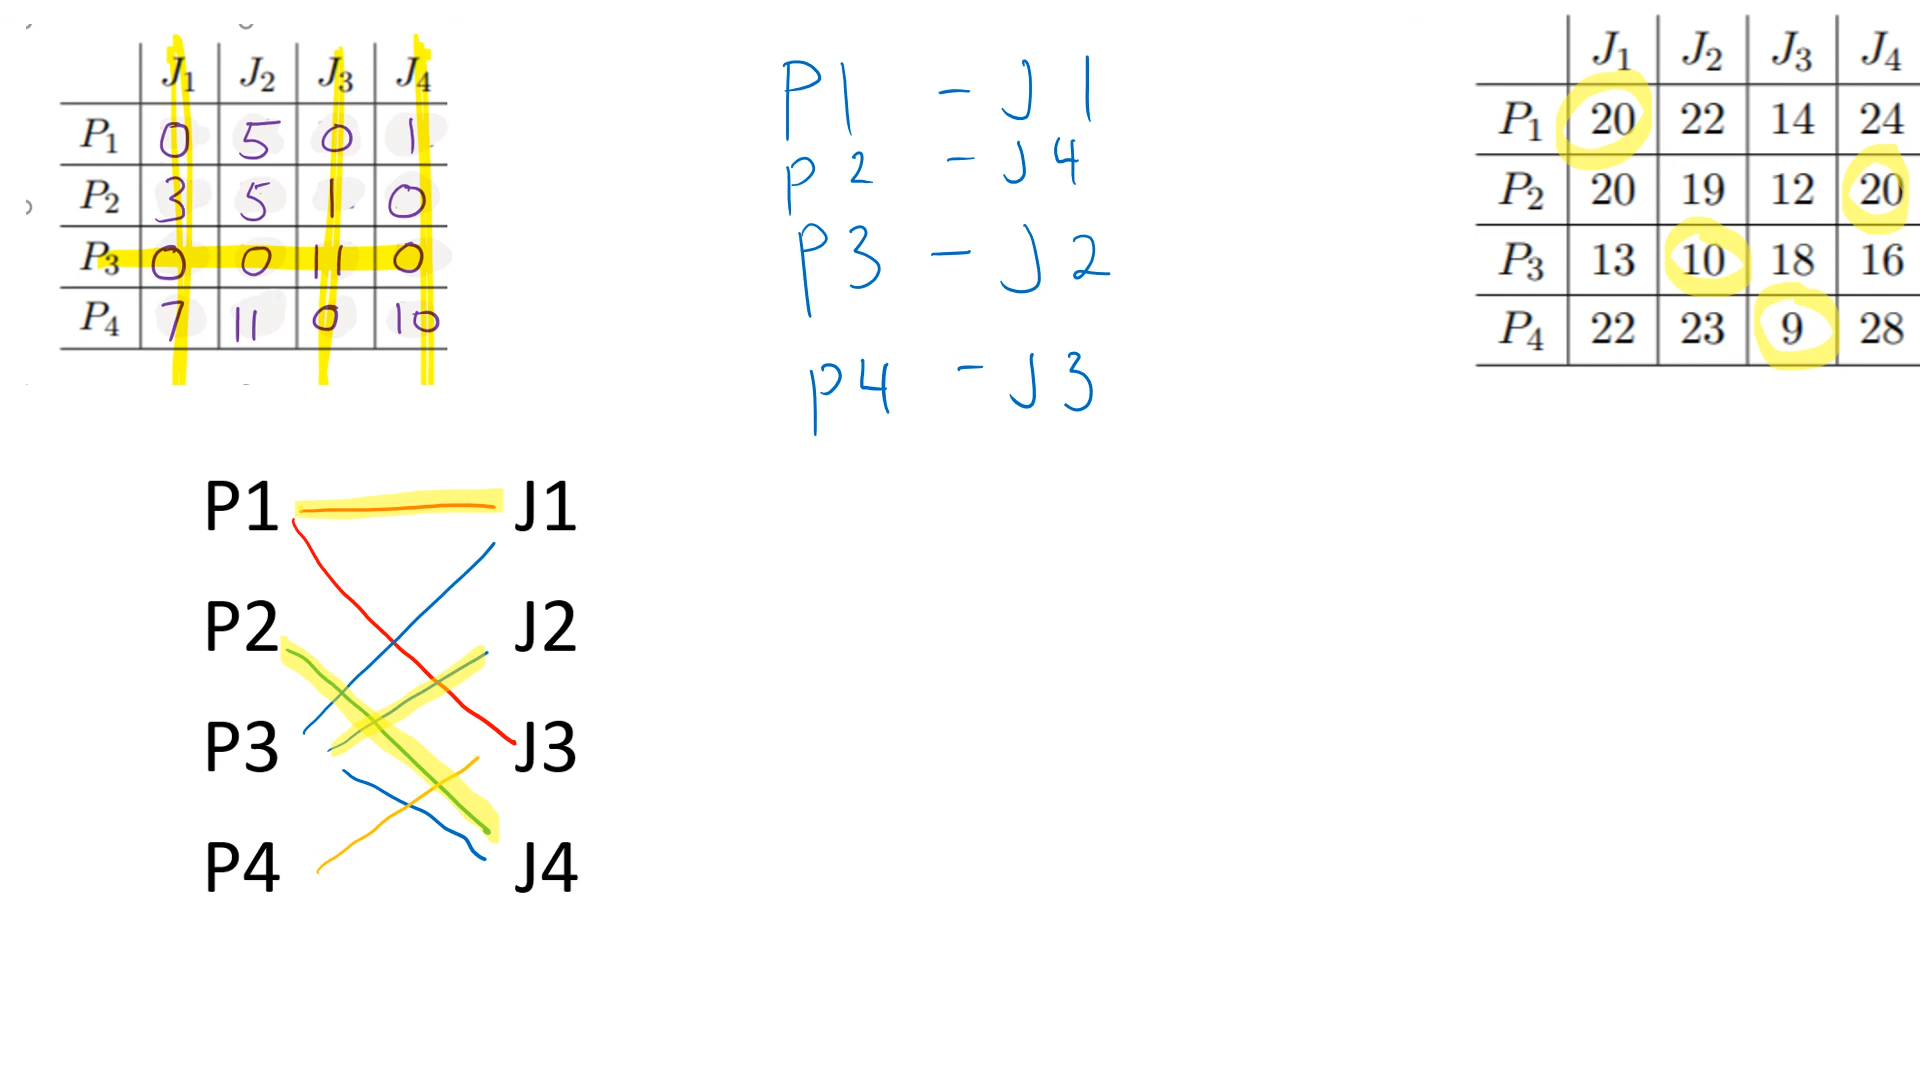 J1 J2 J3 J4
P1 0 5 0 1
P2 3 5 1 0
P3 0 0 11 0
P4 7 11 0 10
P1 - J1
P2 - J4
P3 - J2
P4 - J3
J1 J2 J3 J4
P1 20 22 14 24
P2 20 19 12 20
P3 13 10 18 16
P4 22 23 9 28
P1 J1
P2 J2
P3 J3
P4 J4